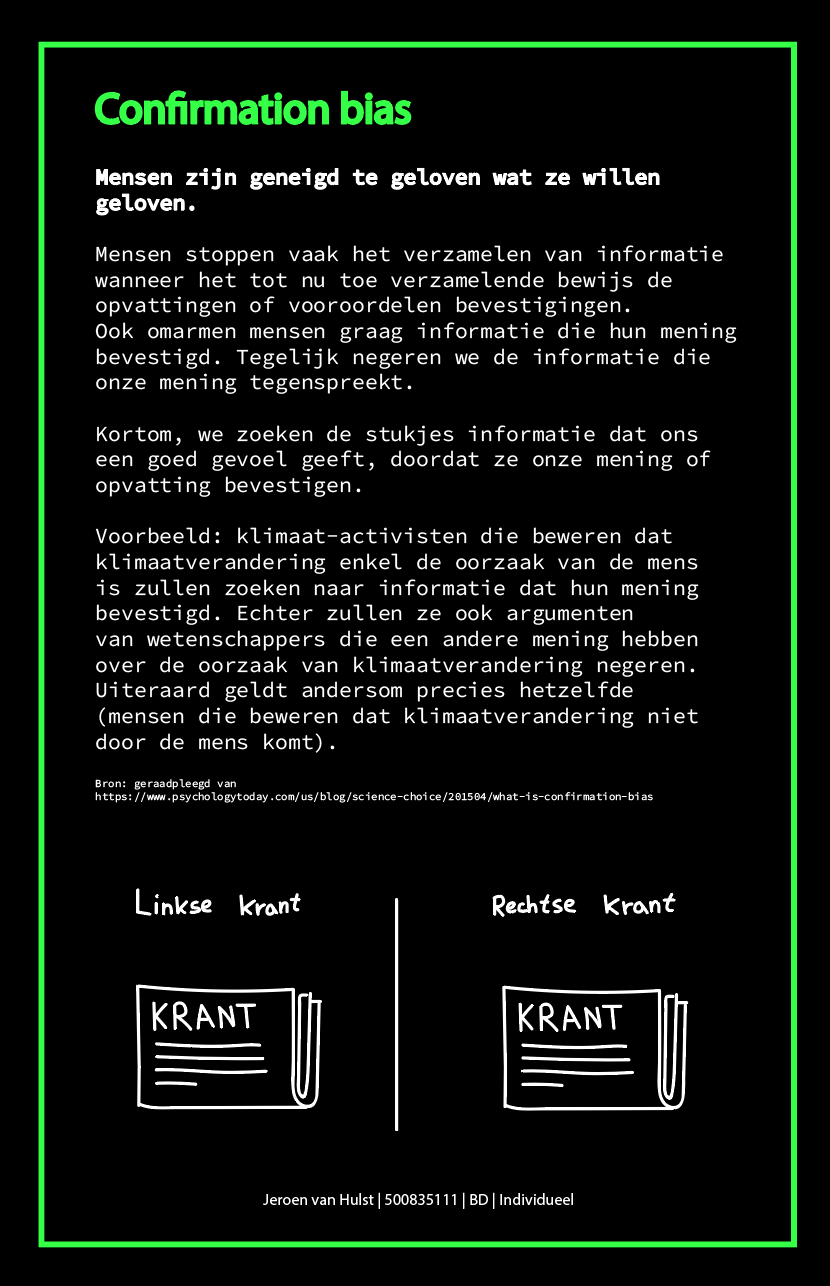 Confirmation bias
Mensen zijn geneigd te geloven wat ze willen
geloven.
Mensen stoppen vaak het verzamelen van informatie
wanneer het tot nu toe verzamelende bewijs de
opvattingen of vooroordelen bevestigingen.
Ook omarmen mensen graag informatie die hun mening
bevestigd. Tegelijk negeren we de informatie die
onze mening tegenspreekt.
Kortom, we zoeken de stukjes informatie dat ons
een goed gevoel geeft, doordat ze onze mening of
opvatting bevestigen.
Voorbeeld: klimaat-activisten die beweren dat
klimaatverandering enkel de oorzaak van de mens
is zullen zoeken naar informatie dat hun mening
bevestigd. Echter zullen ze ook argumenten
van wetenschappers die een andere mening hebben
over de oorzaak van klimaatverandering negeren.
Uiteraard geldt andersom precies hetzelfde
(mensen die beweren dat klimaatverandering niet
door de mens komt).
Bron: geraadpleegd van
https://www.psychologytoday.com/us/blog/science-choice/201504/what-is-confirmation-bias
Linkse krant
Rechtse krant
KRANT
KRANT
Jeroen van Hulst | 500835111 | BD | Individueel